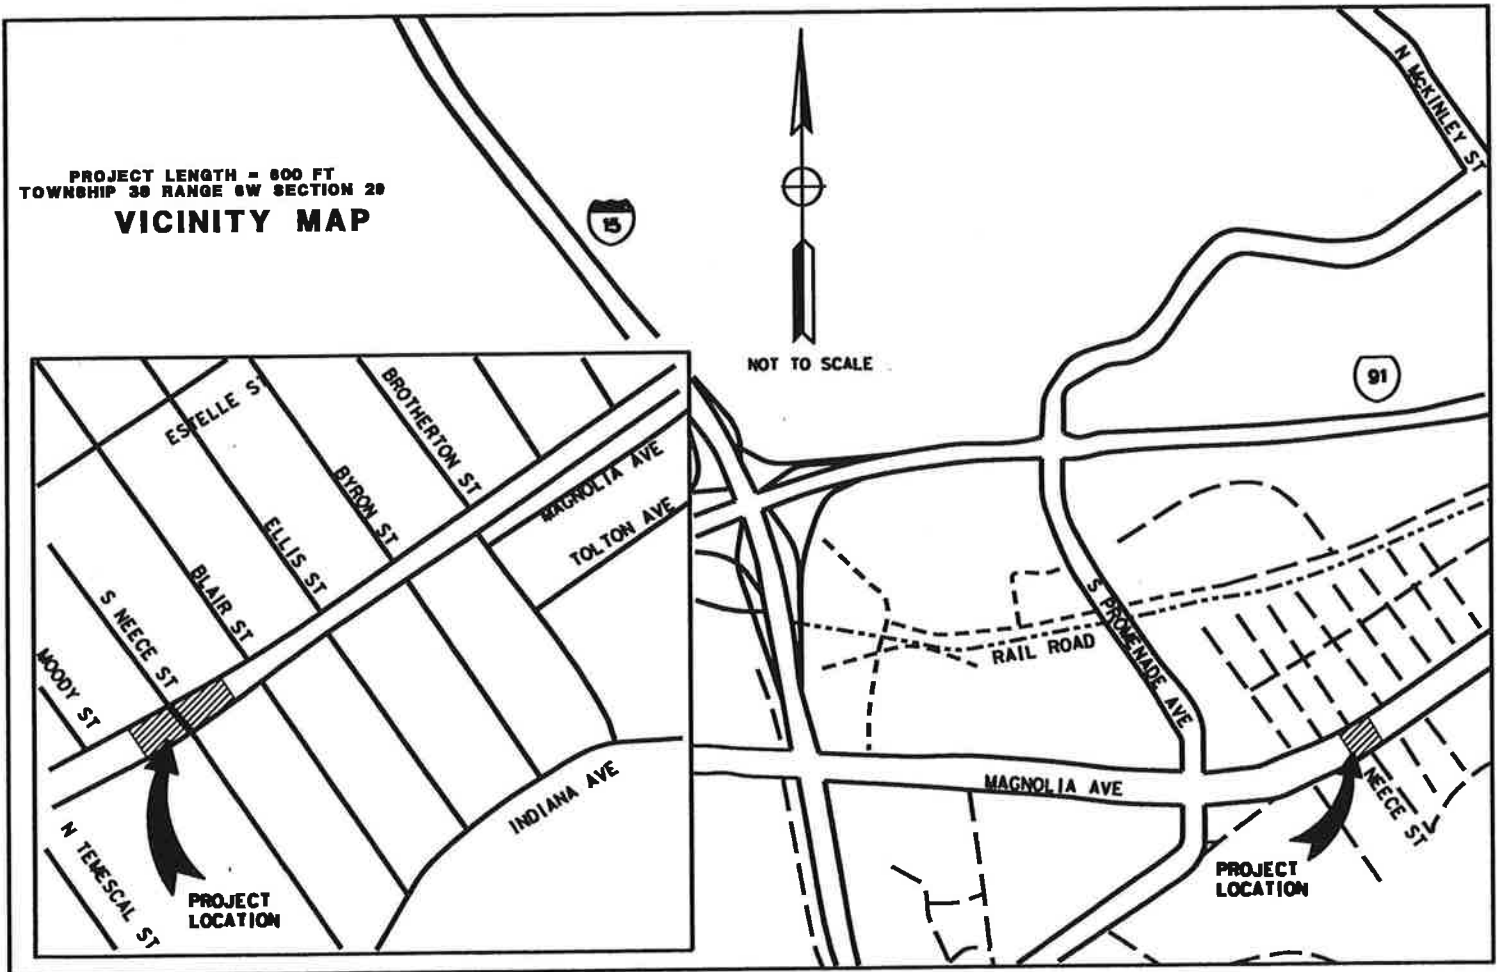 PROJECT LENGTH = 600 FT
TOWNSHIP 3S RANGE 6W SECTION 29
VICINITY MAP
15
N MCKINLEY ST
NOT TO SCALE
91
ESTELLE ST
BROTHERTON ST
BYRON ST
ELLIS ST
BLAIR ST
S NEECE ST
MOODY ST
MAGNOLIA AVE
TOLTON AVE
INDIANA AVE
N TEMESCAL ST
PROJECT
LOCATION
RAIL ROAD
S PROMENADE AVE
MAGNOLIA AVE
NEECE ST
PROJECT
LOCATION